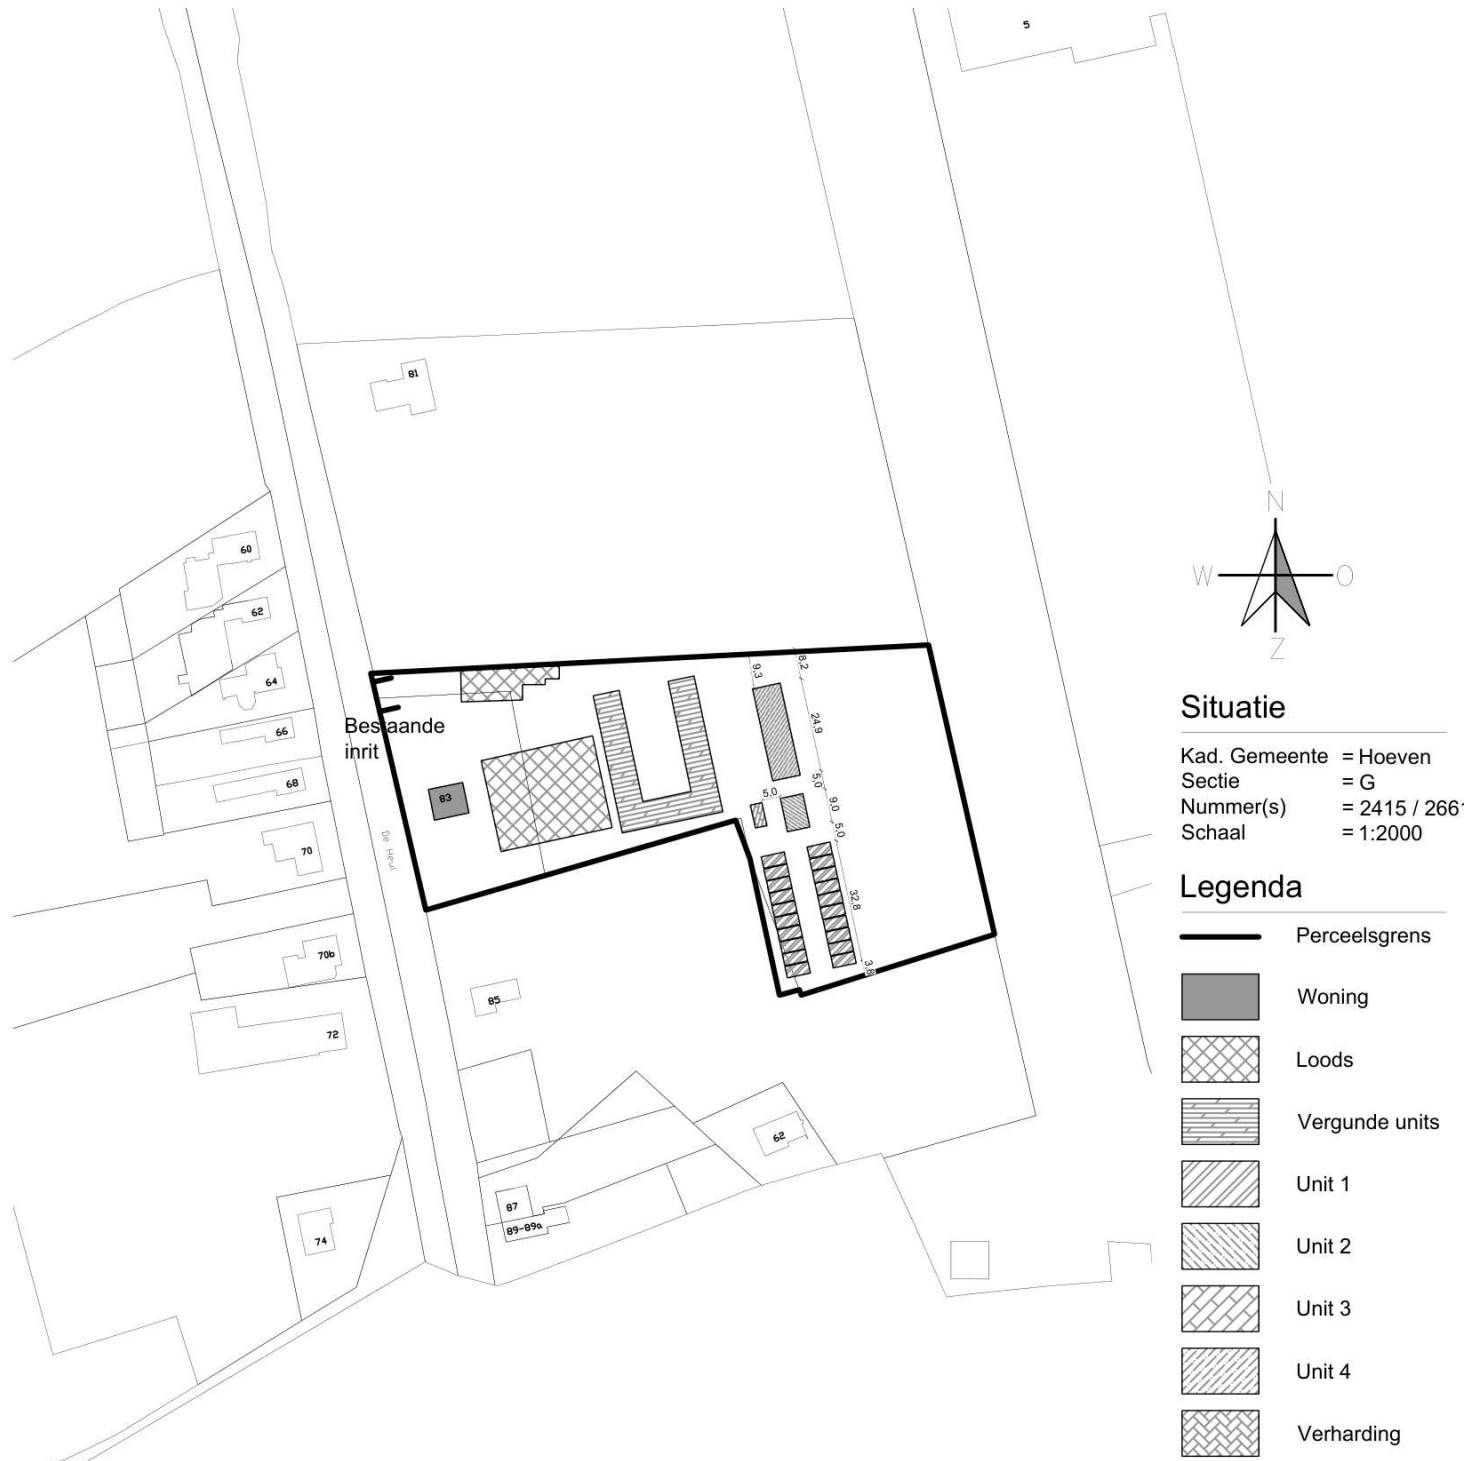 5
81
60
62
64
66
68
70
70b
72
74
Bestaande
inrit
83
De Heul
85
87
89-89a
62
9,3
8,2
24,9
5,0
5,0
9,0
5,0
32,8
3,8
N
W
O
Z
Situatie
Kad. Gemeente = Hoeven
Sectie = G
Nummer(s) = 2415 / 2661
Schaal = 1:2000
Legenda
Perceelsgrens
Woning
Loods
Vergunde units
Unit 1
Unit 2
Unit 3
Unit 4
Verharding